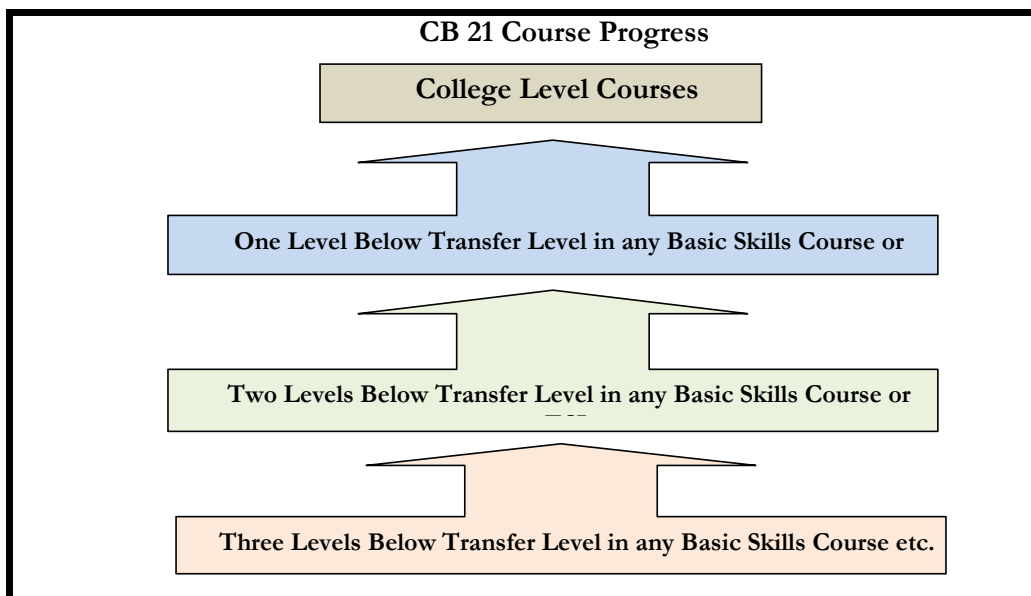 CB 21 Course Progress
College Level Courses
One Level Below Transfer Level in any Basic Skills Course or
Two Levels Below Transfer Level in any Basic Skills Course or
Three Levels Below Transfer Level in any Basic Skills Course etc.